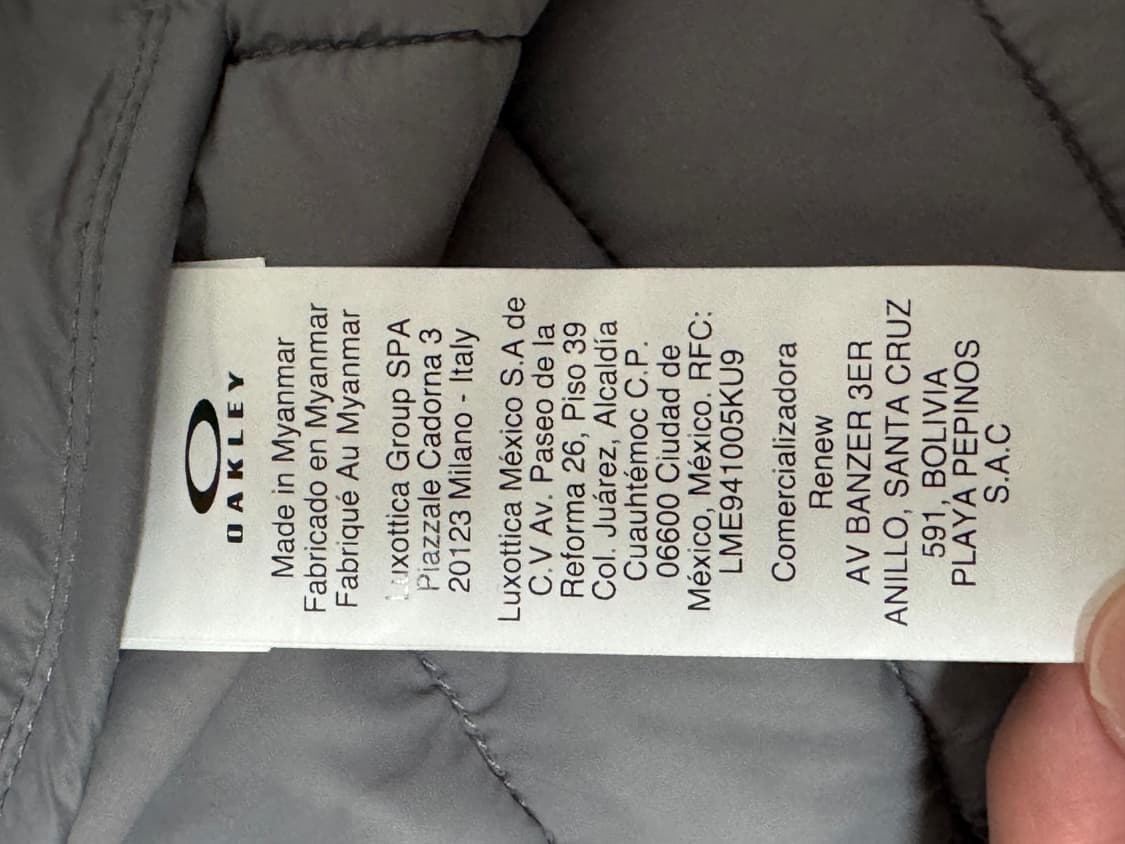 OAKLEY
Made in Myanmar
Fabricado en Myanmar
Fabriqué Au Myanmar
Luxottica Group SPA
Piazzale Cadorna 3
20123 Milano - Italy
Luxottica México S.A de
C.V Av. Paseo de la
Reforma 26, Piso 39
Col. Juárez, Alcaldía
Cuauhtémoc C.P.
06600 Ciudad de
México, México. RFC:
LME941005KU9
Comercializadora
Renew
AV BANZER 3ER
ANILLO, SANTA CRUZ
591, BOLIVIA
PLAYA PEPINOS
S.A.C